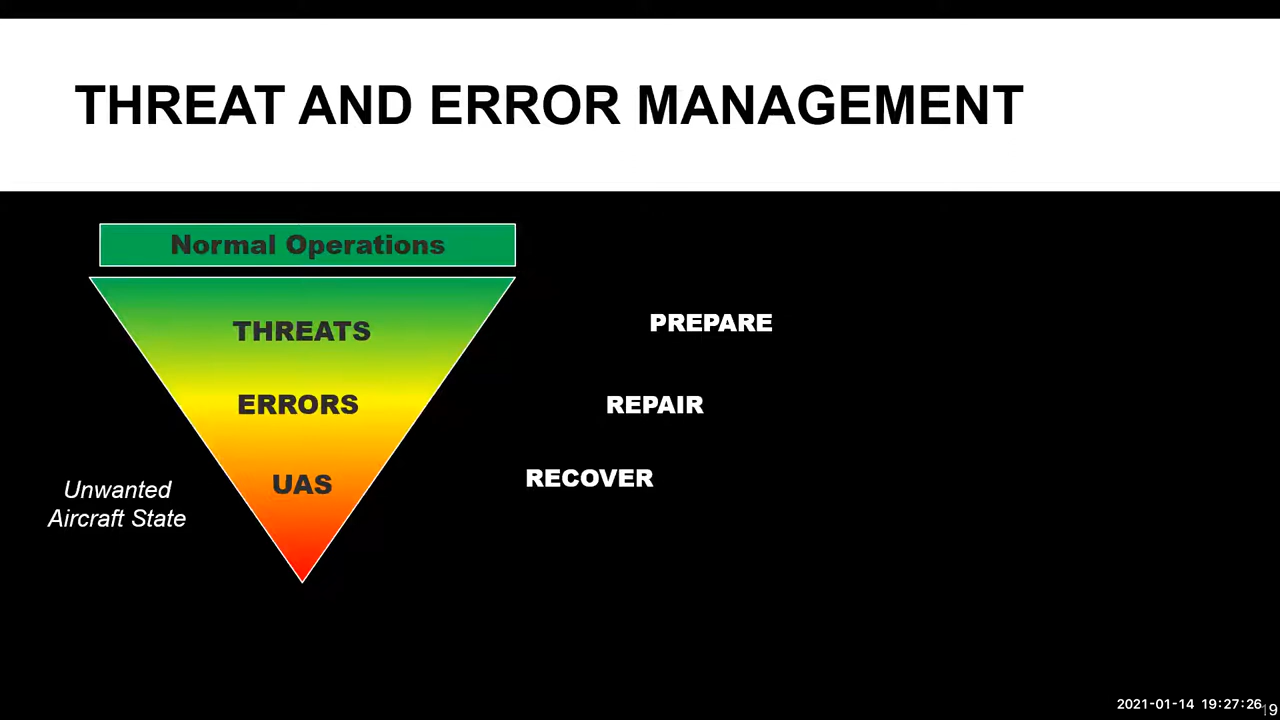 THREAT AND ERROR MANAGEMENT
Normal Operations
THREATS
PREPARE
ERRORS
REPAIR
UAS
RECOVER
Unwanted
Aircraft State
2021-01-14 19:27:26
19